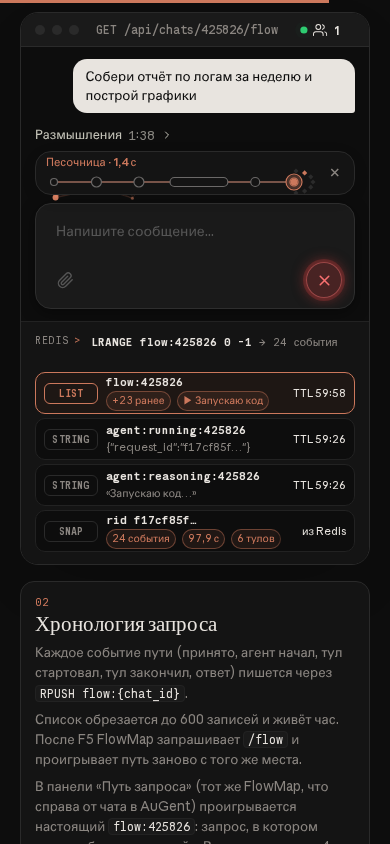 GET /api/chats/425826/flow 1
Собери отчёт по логам за неделю и
построй графики
Размышления 1:38 >
Песочница · 1,4 с
Напишите сообщение...
REDIS > LRANGE flow:425826 0 -1 → 24 события
LIST flow:425826 TTL 59:58
+23 ранее ▶ Запускаю код
STRING agent:running:425826 TTL 59:26
{"request_id":"f17cf85f…"}
STRING agent:reasoning:425826 TTL 59:26
«Запускаю код…»
SNAP rid f17cf85f… из Redis
24 события 97,9 с 6 тулов
02
Хронология запроса
Каждое событие пути (принято, агент начал, тул
стартовал, тул закончил, ответ) пишется через
RPUSH flow:{chat_id}.
Список обрезается до 600 записей и живёт час.
После F5 FlowMap запрашивает /flow и
проигрывает путь заново с того же места.
В панели «Путь запроса» (тот же FlowMap, что
справа от чата в AuGent) проигрывается
настоящий flow:425826: запрос, в котором